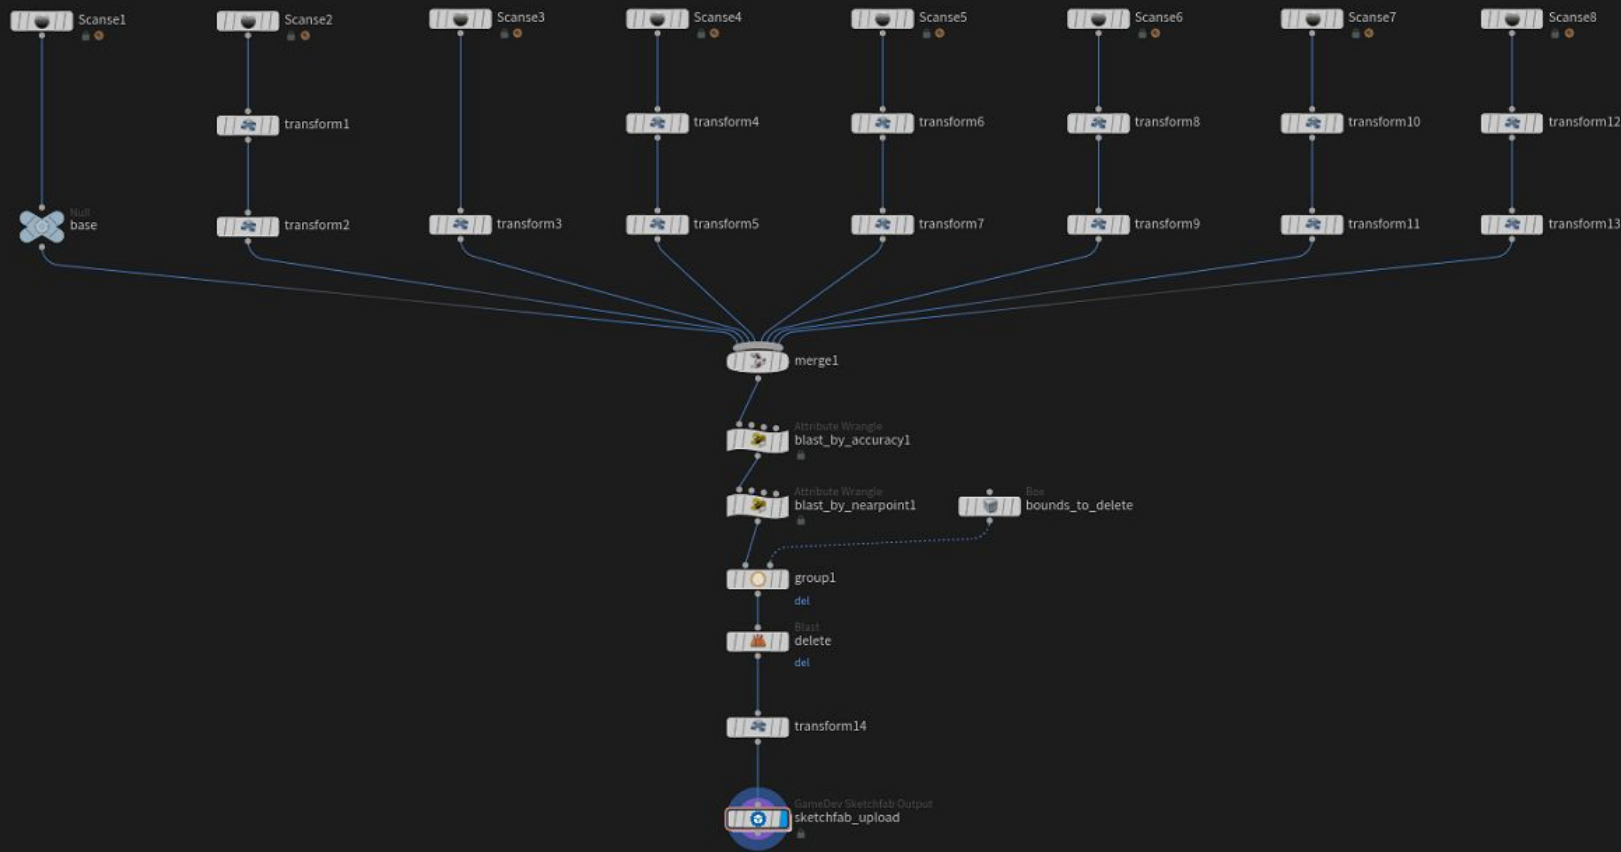 Scanse1
Scanse2
Scanse3
Scanse4
Scanse5
Scanse6
Scanse7
Scanse8
transform1
transform4
transform6
transform8
transform10
transform12
Null
base
transform2
transform3
transform5
transform7
transform9
transform11
transform13
merge1
Attribute Wrangle
blast_by_accuracy1
Attribute Wrangle
blast_by_nearpoint1
Box
bounds_to_delete
group1
del
Blast
delete
del
transform14
GameDev Sketchfab Output
sketchfab_upload